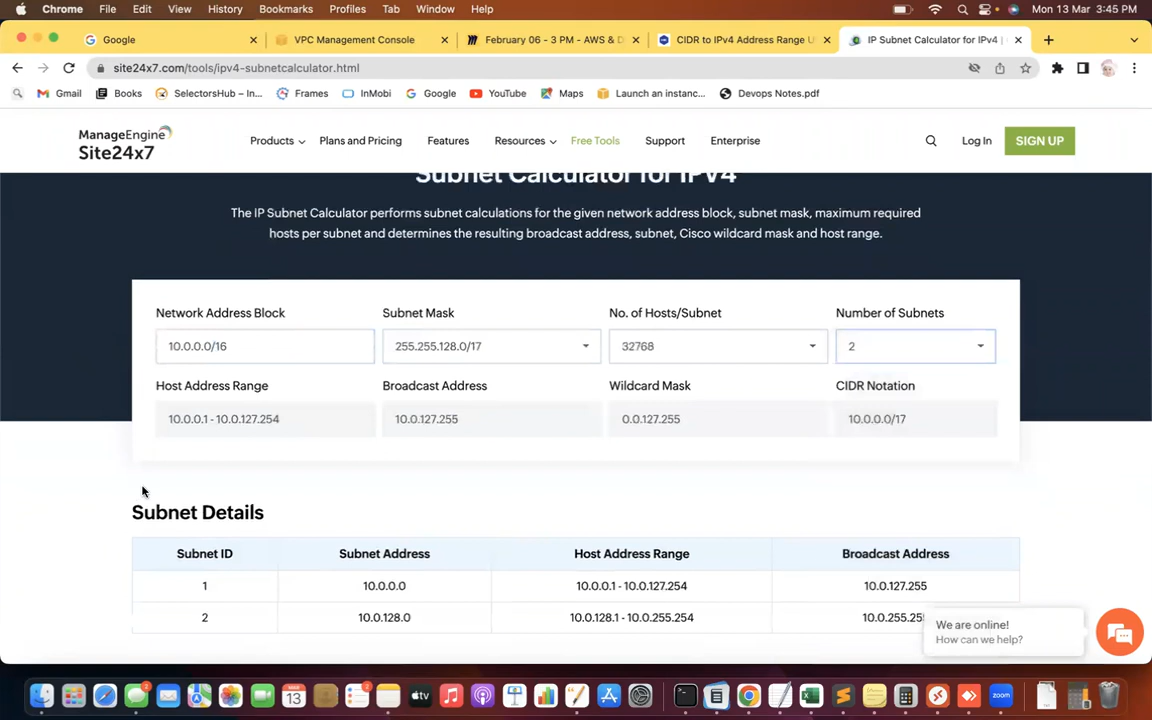 Chrome File Edit View History Bookmarks Profiles Tab Window Help Mon 13 Mar 3:45 PM
Google VPC Management Console February 06 - 3 PM - AWS & D CIDR to IPv4 Address Range U IP Subnet Calculator for IPv4 |
site24x7.com/tools/ipv4-subnetcalculator.html
Gmail Books SelectorsHub – In... Frames InMobi Google YouTube Maps Launch an instanc... Devops Notes.pdf
ManageEngine
Site24x7
Products Plans and Pricing Features Resources Free Tools Support Enterprise Log In SIGN UP
Subnet Calculator for IPV4
The IP Subnet Calculator performs subnet calculations for the given network address block, subnet mask, maximum required
hosts per subnet and determines the resulting broadcast address, subnet, Cisco wildcard mask and host range.
Network Address Block Subnet Mask No. of Hosts/Subnet Number of Subnets
10.0.0.0/16 255.255.128.0/17 32768 2
Host Address Range Broadcast Address Wildcard Mask CIDR Notation
10.0.0.1 - 10.0.127.254 10.0.127.255 0.0.127.255 10.0.0.0/17
Subnet Details
Subnet ID Subnet Address Host Address Range Broadcast Address
1 10.0.0.0 10.0.0.1 - 10.0.127.254 10.0.127.255
2 10.0.128.0 10.0.128.1 - 10.0.255.254 10.0.255.25
We are online!
How can we help?
tv MAR 13 zoom